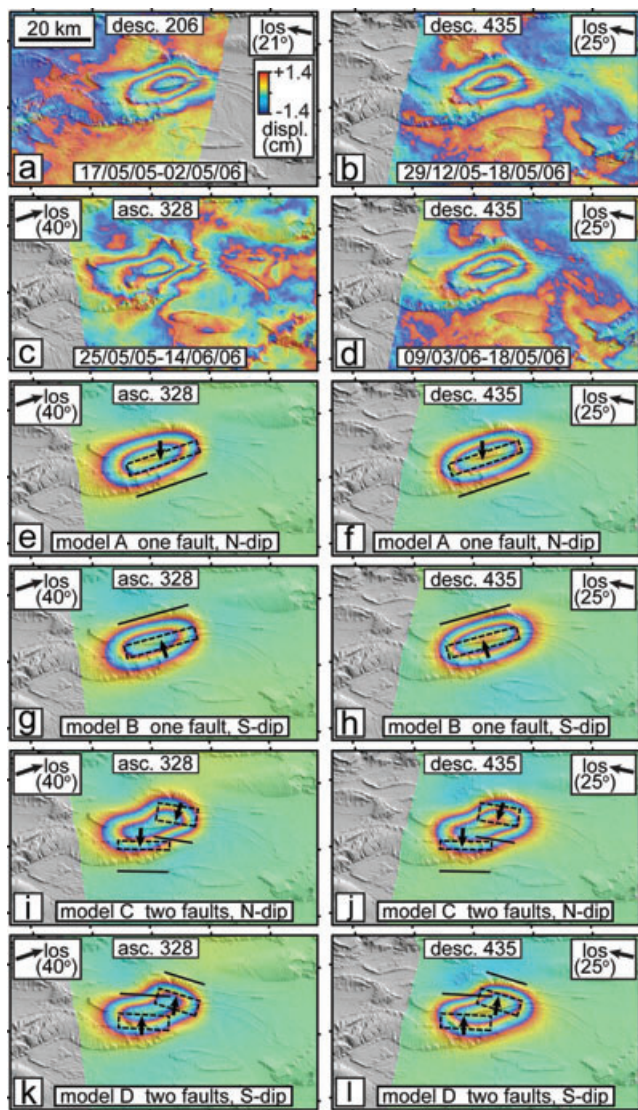 20 km
desc. 206
los
(21°)
+1.4
-1.4
displ.
(cm)
a
17/05/05-02/05/06
desc. 435
los
(25°)
b
29/12/05-18/05/06
los
(40°)
asc. 328
c
25/05/05-14/06/06
desc. 435
los
(25°)
d
09/03/06-18/05/06
los
(40°)
asc. 328
e
model A one fault, N-dip
desc. 435
los
(25°)
f
model A one fault, N-dip
los
(40°)
asc. 328
g
model B one fault, S-dip
desc. 435
los
(25°)
h
model B one fault, S-dip
los
(40°)
asc. 328
i
model C two faults, N-dip
desc. 435
los
(25°)
j
model C two faults, N-dip
los
(40°)
asc. 328
k
model D two faults, S-dip
desc. 435
los
(25°)
l
model D two faults, S-dip